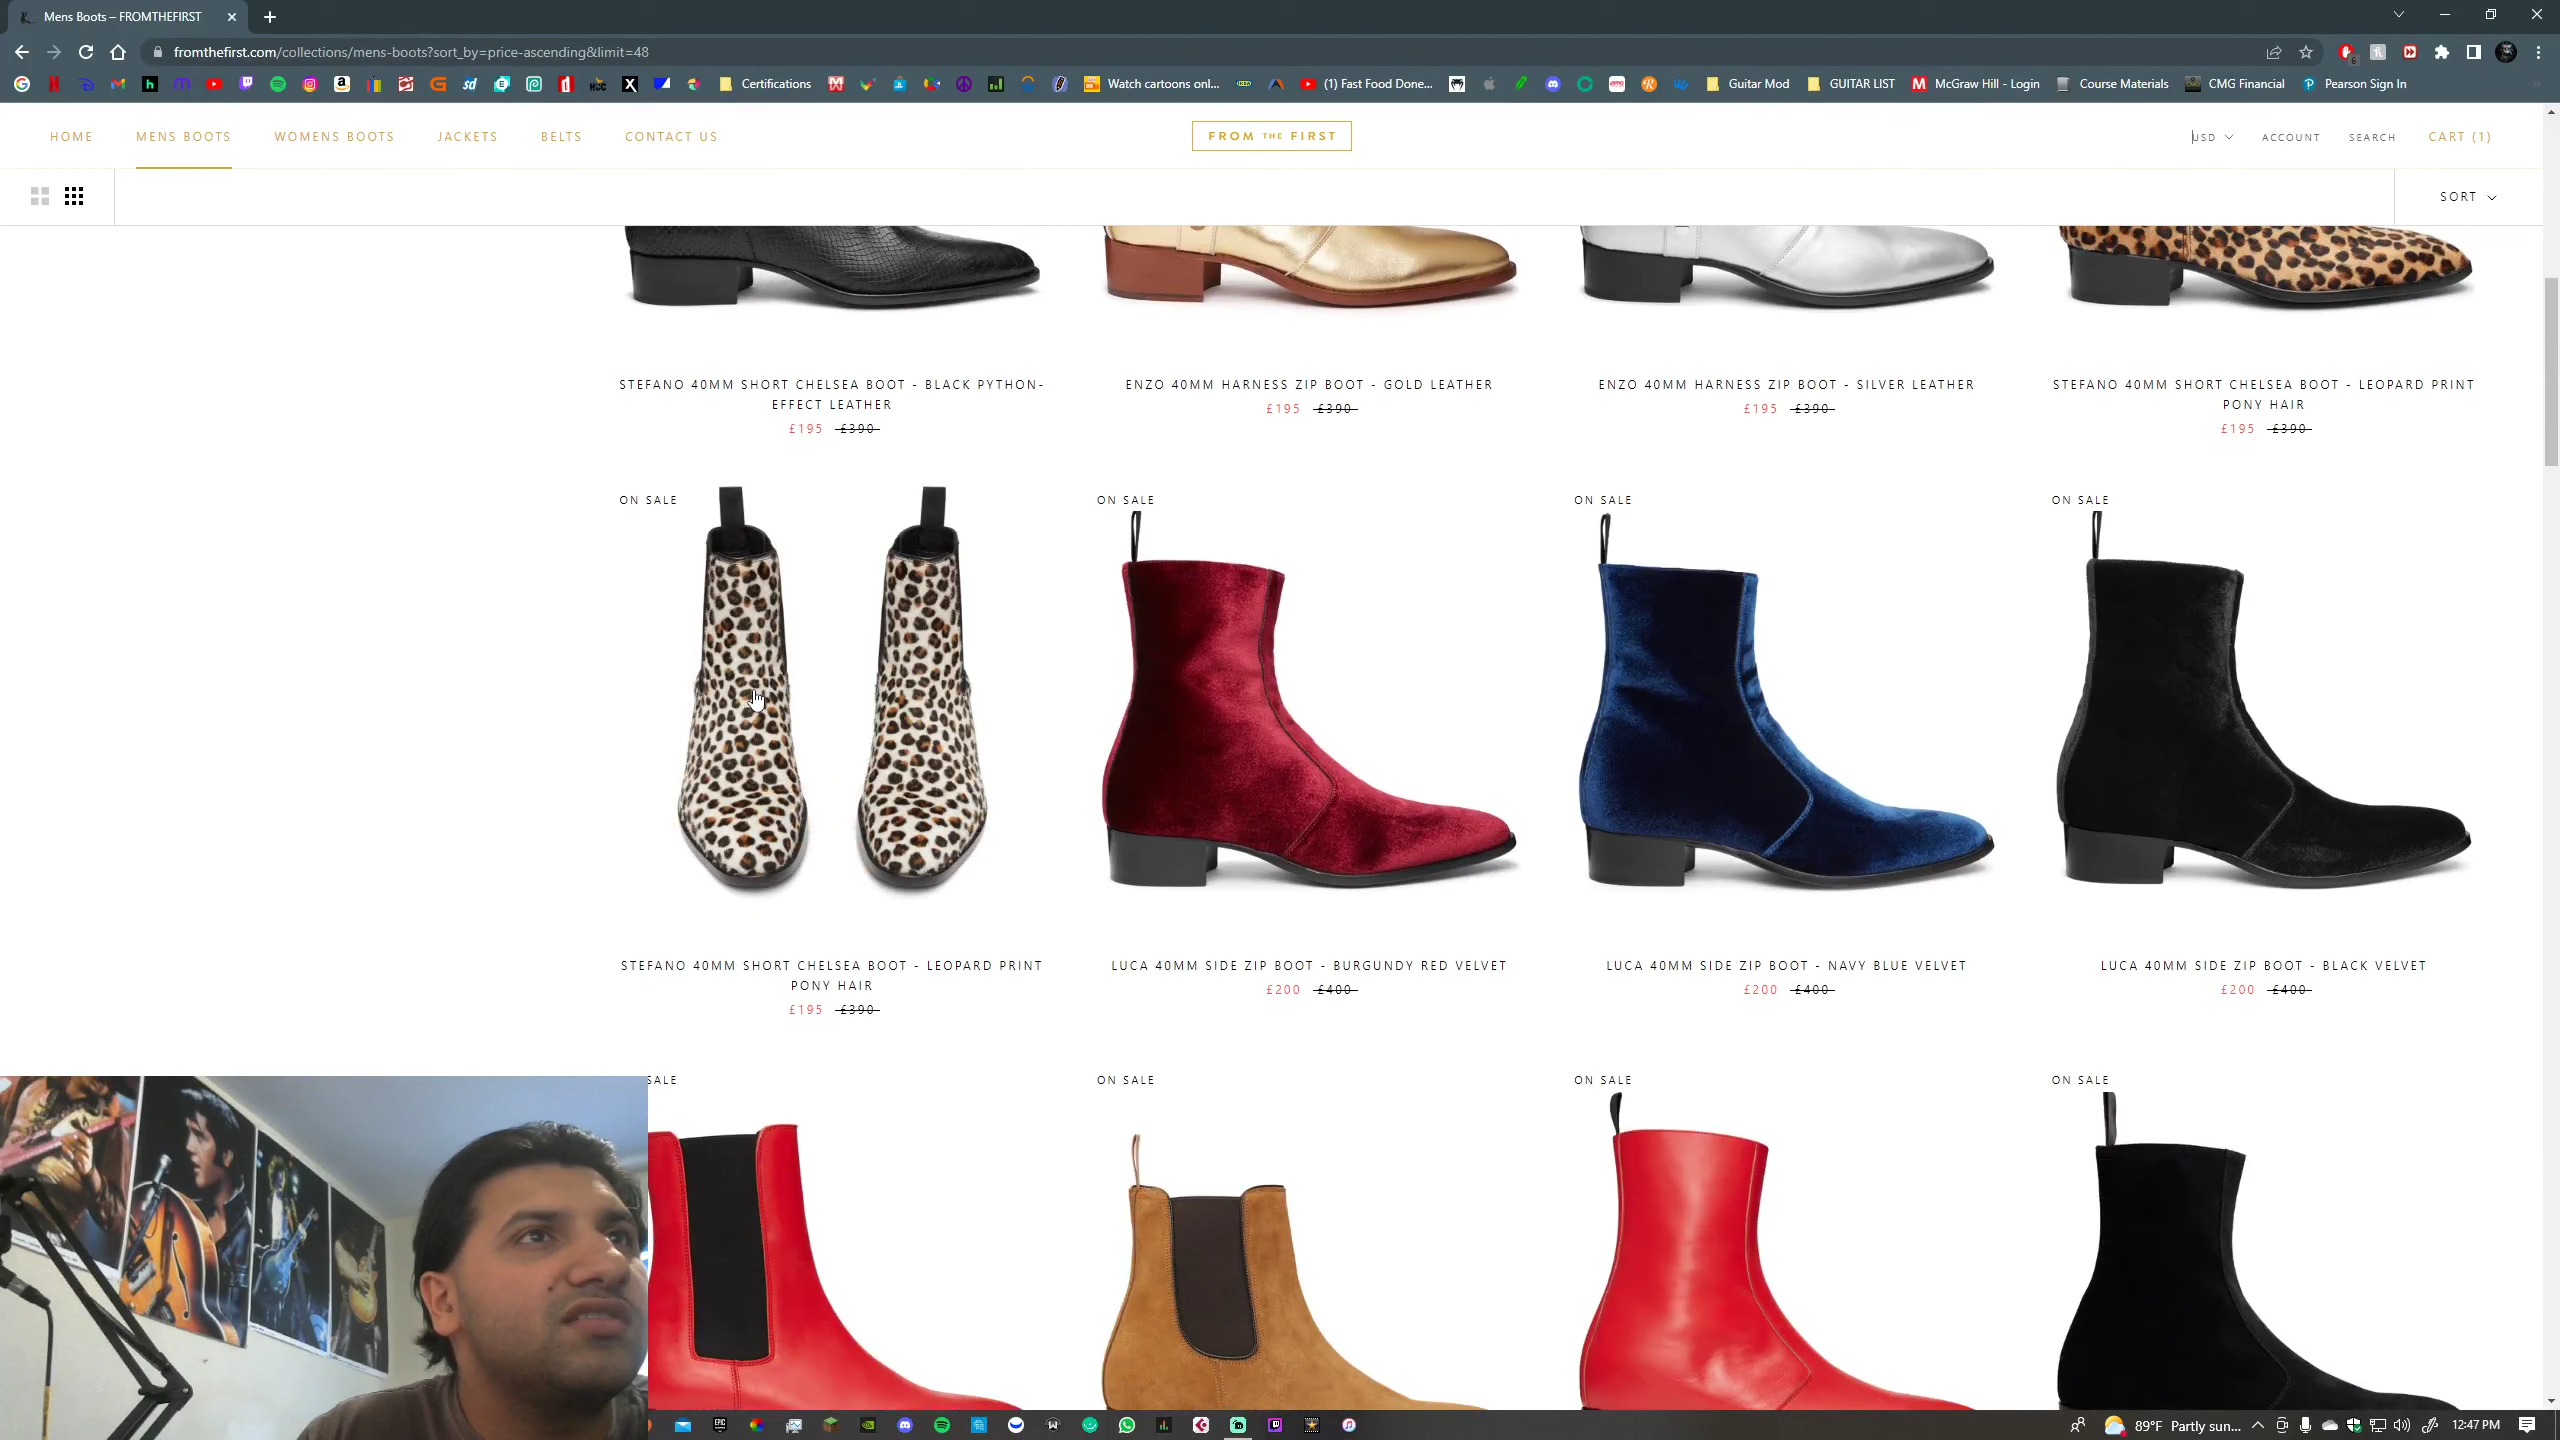 Mens Boots – FROMTHEFIRST
fromthefirst.com/collections/mens-boots?sort_by=price-ascending&limit=48
Certifications
Watch cartoons onl...
(1) Fast Food Done...
Guitar Mod
GUITAR LIST
McGraw Hill - Login
Course Materials
CMG Financial
Pearson Sign In
HOME MENS BOOTS WOMENS BOOTS JACKETS BELTS CONTACT US
FROM THE FIRST
USD ACCOUNT SEARCH CART (1)
SORT
STEFANO 40MM SHORT CHELSEA BOOT - BLACK PYTHON-
EFFECT LEATHER
£195 £390
ENZO 40MM HARNESS ZIP BOOT - GOLD LEATHER
£195 £390
ENZO 40MM HARNESS ZIP BOOT - SILVER LEATHER
£195 £390
STEFANO 40MM SHORT CHELSEA BOOT - LEOPARD PRINT
PONY HAIR
£195 £390
ON SALE
ON SALE
ON SALE
ON SALE
STEFANO 40MM SHORT CHELSEA BOOT - LEOPARD PRINT
PONY HAIR
£195 £390
LUCA 40MM SIDE ZIP BOOT - BURGUNDY RED VELVET
£200 £400
LUCA 40MM SIDE ZIP BOOT - NAVY BLUE VELVET
£200 £400
LUCA 40MM SIDE ZIP BOOT - BLACK VELVET
£200 £400
SALE
ON SALE
ON SALE
ON SALE
89°F Partly sun...
12:47 PM